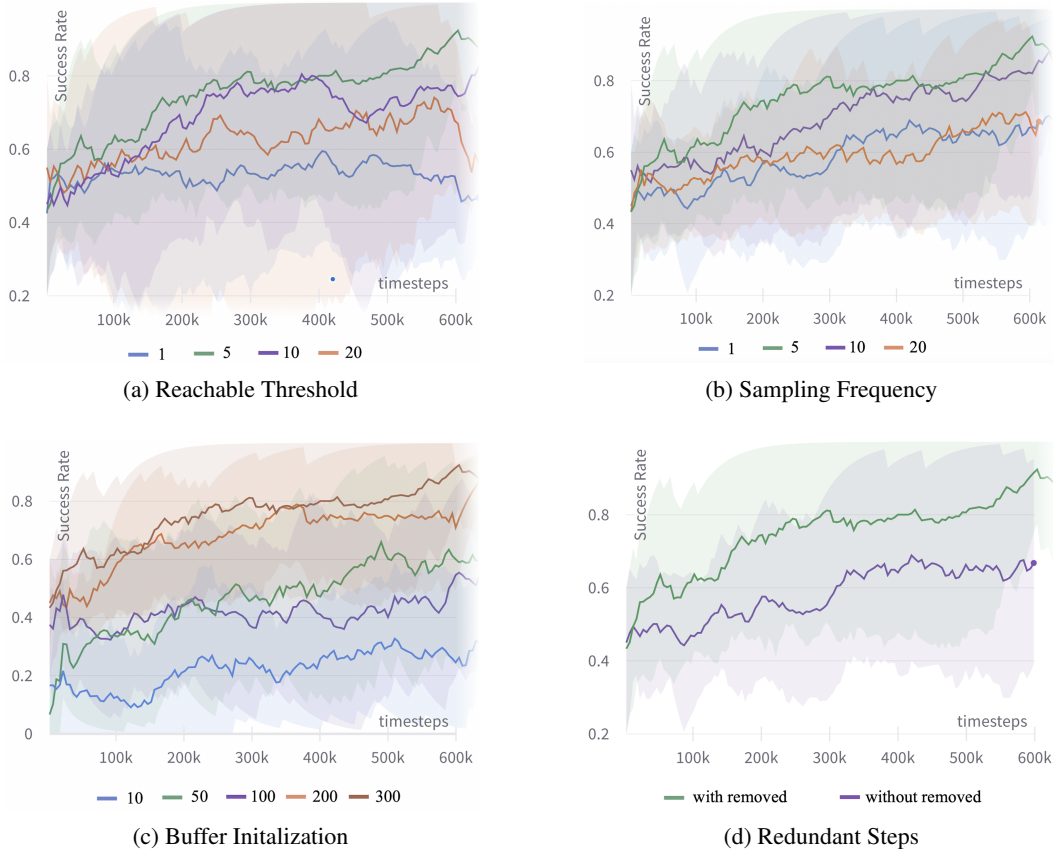 Success Rate
0.8
0.6
0.4
0.2
timesteps
100k 200k 300k 400k 500k 600k
1 5 10 20
(a) Reachable Threshold
Success Rate
0.8
0.6
0.4
0.2
timesteps
100k 200k 300k 400k 500k 600k
1 5 10 20
(b) Sampling Frequency
Success Rate
0.8
0.6
0.4
0.2
0
timesteps
100k 200k 300k 400k 500k 600k
10 50 100 200 300
(c) Buffer Initalization
Success Rate
0.8
0.6
0.4
0.2
timesteps
100k 200k 300k 400k 500k 600k
with removed without removed
(d) Redundant Steps